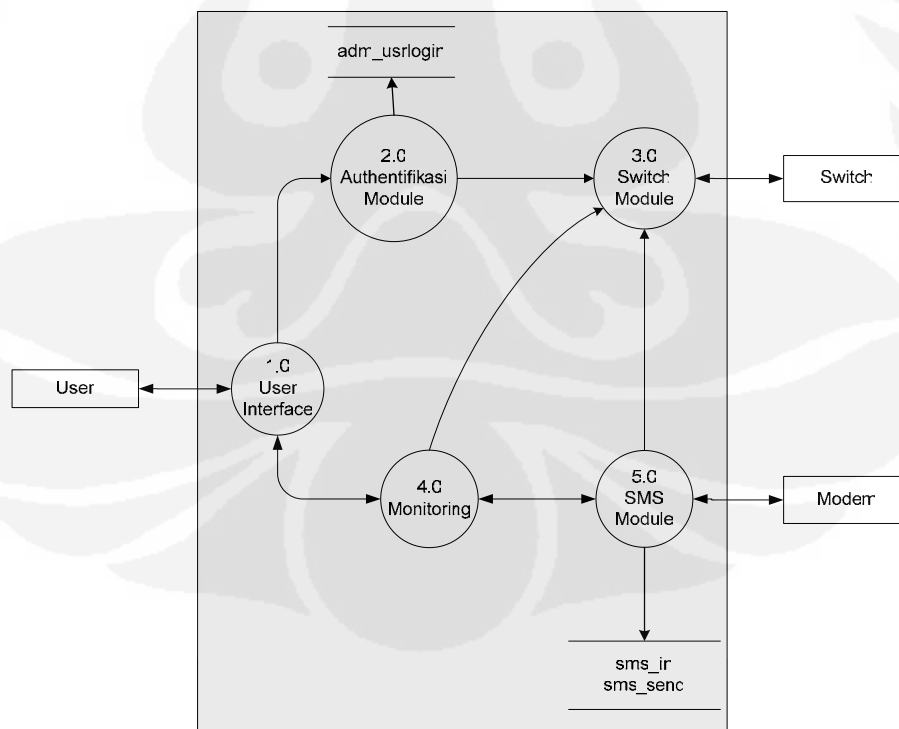 adm_usrlogin
2.0
Authentifikasi
Module
3.0
Switch
Module
Switch
1.0
User
Interface
User
4.0
Monitoring
5.0
SMS
Module
Modem
sms_in
sms_send